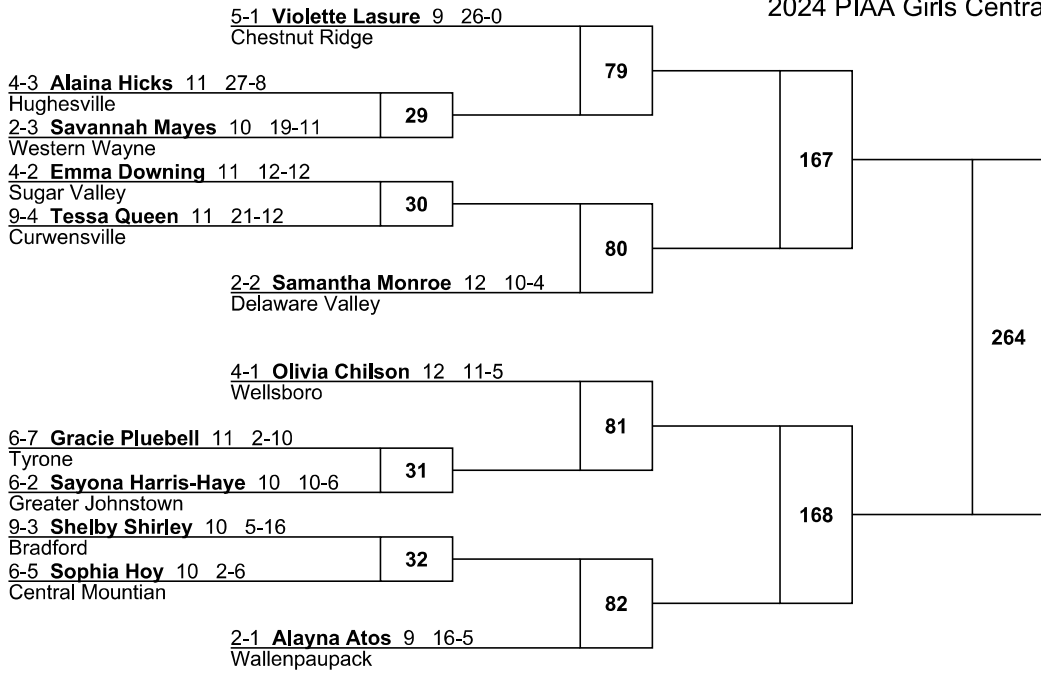 2024 PIAA Girls Centra
5-1 Violette Lasure 9 26-0
Chestnut Ridge
79
4-3 Alaina Hicks 11 27-8
Hughesville
29
2-3 Savannah Mayes 10 19-11
Western Wayne
167
4-2 Emma Downing 11 12-12
Sugar Valley
30
9-4 Tessa Queen 11 21-12
Curwensville
80
2-2 Samantha Monroe 12 10-4
Delaware Valley
264
4-1 Olivia Chilson 12 11-5
Wellsboro
81
6-7 Gracie Pluebell 11 2-10
Tyrone
31
6-2 Sayona Harris-Haye 10 10-6
Greater Johnstown
168
9-3 Shelby Shirley 10 5-16
Bradford
32
6-5 Sophia Hoy 10 2-6
Central Mountian
82
2-1 Alayna Atos 9 16-5
Wallenpaupack